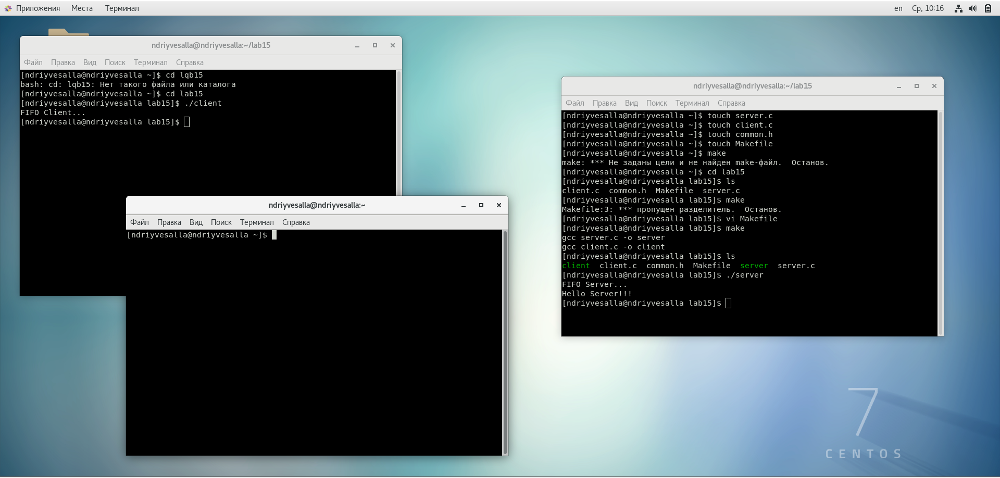 Приложения Места Терминал en Ср, 10:16
ndriyvesalla@ndriyvesalla:~/lab15
Файл Правка Вид Поиск Терминал Справка
[ndriyvesalla@ndriyvesalla ~]$ cd lqb15
bash: cd: lqb15: Нет такого файла или каталога
[ndriyvesalla@ndriyvesalla ~]$ cd lab15
[ndriyvesalla@ndriyvesalla lab15]$ ./client
FIFO Client...
[ndriyvesalla@ndriyvesalla lab15]$
ndriyvesalla@ndriyvesalla:~
Файл Правка Вид Поиск Терминал Справка
[ndriyvesalla@ndriyvesalla ~]$
ndriyvesalla@ndriyvesalla:~/lab15
Файл Правка Вид Поиск Терминал Справка
[ndriyvesalla@ndriyvesalla ~]$ touch server.c
[ndriyvesalla@ndriyvesalla ~]$ touch client.c
[ndriyvesalla@ndriyvesalla ~]$ touch common.h
[ndriyvesalla@ndriyvesalla ~]$ touch Makefile
[ndriyvesalla@ndriyvesalla ~]$ make
make: *** Не заданы цели и не найден make-файл.  Останов.
[ndriyvesalla@ndriyvesalla ~]$ cd lab15
[ndriyvesalla@ndriyvesalla lab15]$ ls
client.c  common.h  Makefile  server.c
[ndriyvesalla@ndriyvesalla lab15]$ make
Makefile:3: *** пропущен разделитель.  Останов.
[ndriyvesalla@ndriyvesalla lab15]$ vi Makefile
[ndriyvesalla@ndriyvesalla lab15]$ make
gcc server.c -o server
gcc client.c -o client
[ndriyvesalla@ndriyvesalla lab15]$ ls
client  client.c  common.h  Makefile  server  server.c
[ndriyvesalla@ndriyvesalla lab15]$ ./server
FIFO Server...
Hello Server!!!
[ndriyvesalla@ndriyvesalla lab15]$
7
CENTOS